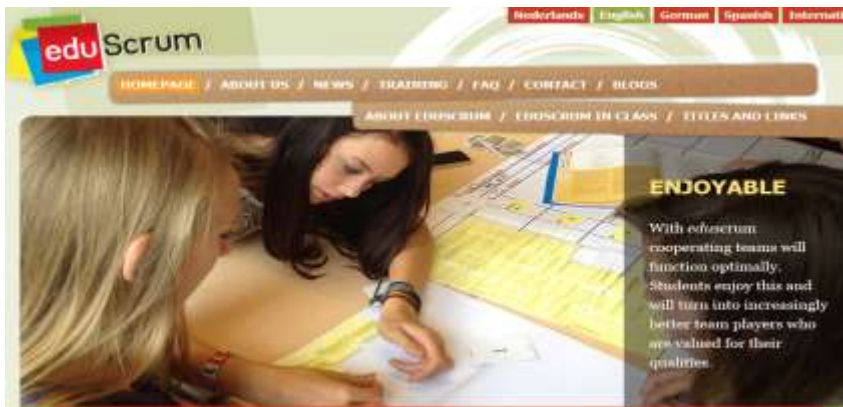 Nederlands English German Spanish Internati
edu Scrum
HOMEPAGE / ABOUT US / NEWS / TRAINING / FAQ / CONTACT / BLOGS
ABOUT EDUSCRUM / EDUSCRUM IN CLASS / TITLES AND LINKS
ENJOYABLE
With eduscrum
cooperating teams will
function optimally.
Students enjoy this and
will turn into increasingly
better team players who
are valued for their
qualities.